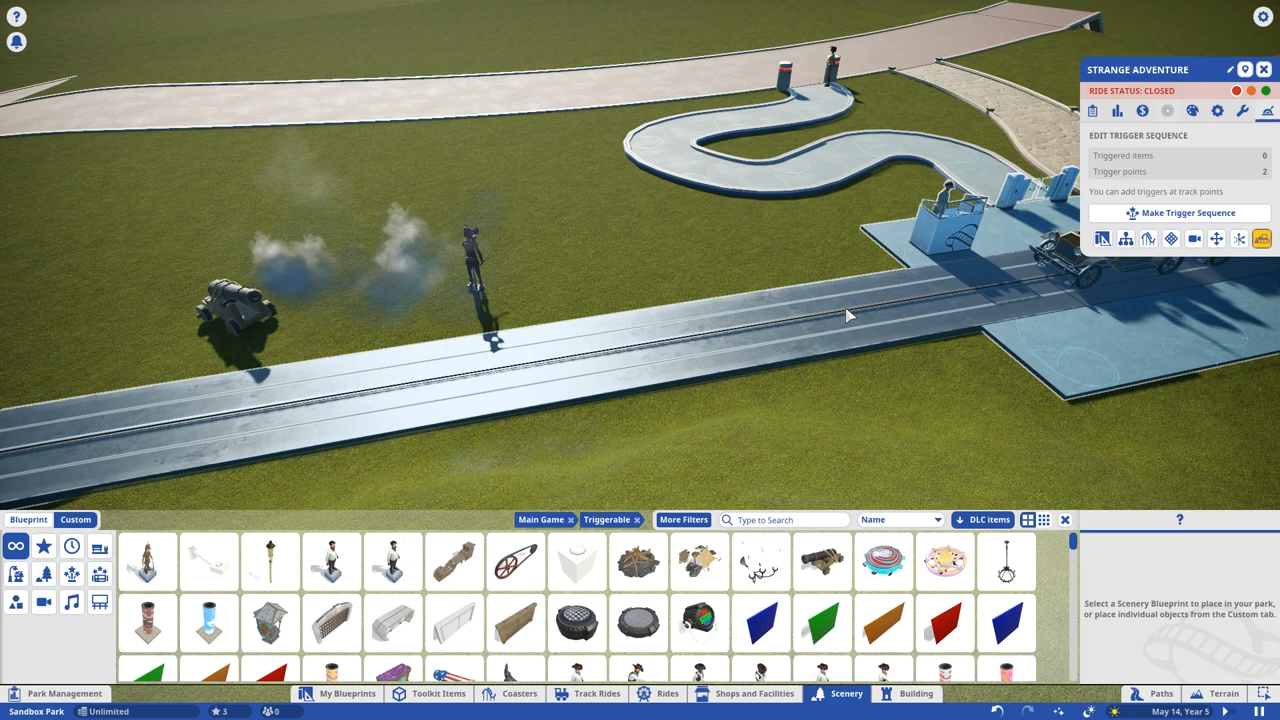 ?
STRANGE ADVENTURE
RIDE STATUS: CLOSED
EDIT TRIGGER SEQUENCE
Triggered items 0
Trigger points 2
You can add triggers at track points
Make Trigger Sequence
Blueprint Custom Main Game Triggerable More Filters Type to Search Name DLC items ?
Select a Scenery Blueprint to place in your park,
or place individual objects from the Custom tab.
Park Management My Blueprints Toolkit Items Coasters Track Rides Rides Shops and Facilities Scenery Building Paths Terrain
Sandbox Park Unlimited 3 0 May 14, Year 5